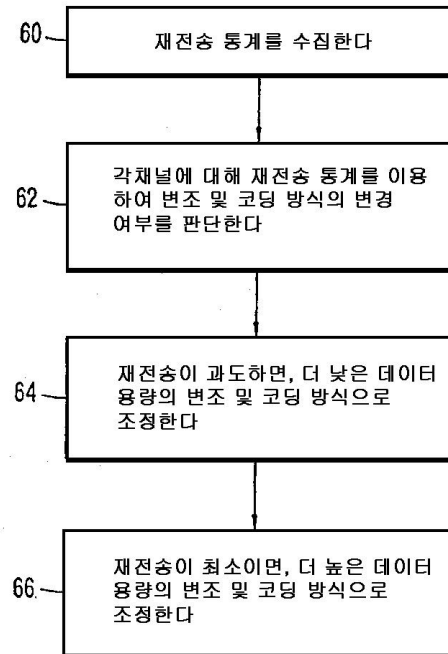 60
재전송 통계를 수집한다
62
각채널에 대해 재전송 통계를 이용
하여 변조 및 코딩 방식의 변경
여부를 판단한다
64
재전송이 과도하면, 더 낮은 데이터
용량의 변조 및 코딩 방식으로
조정한다
66
재전송이 최소이면, 더 높은 데이터
용량의 변조 및 코딩 방식으로
조정한다